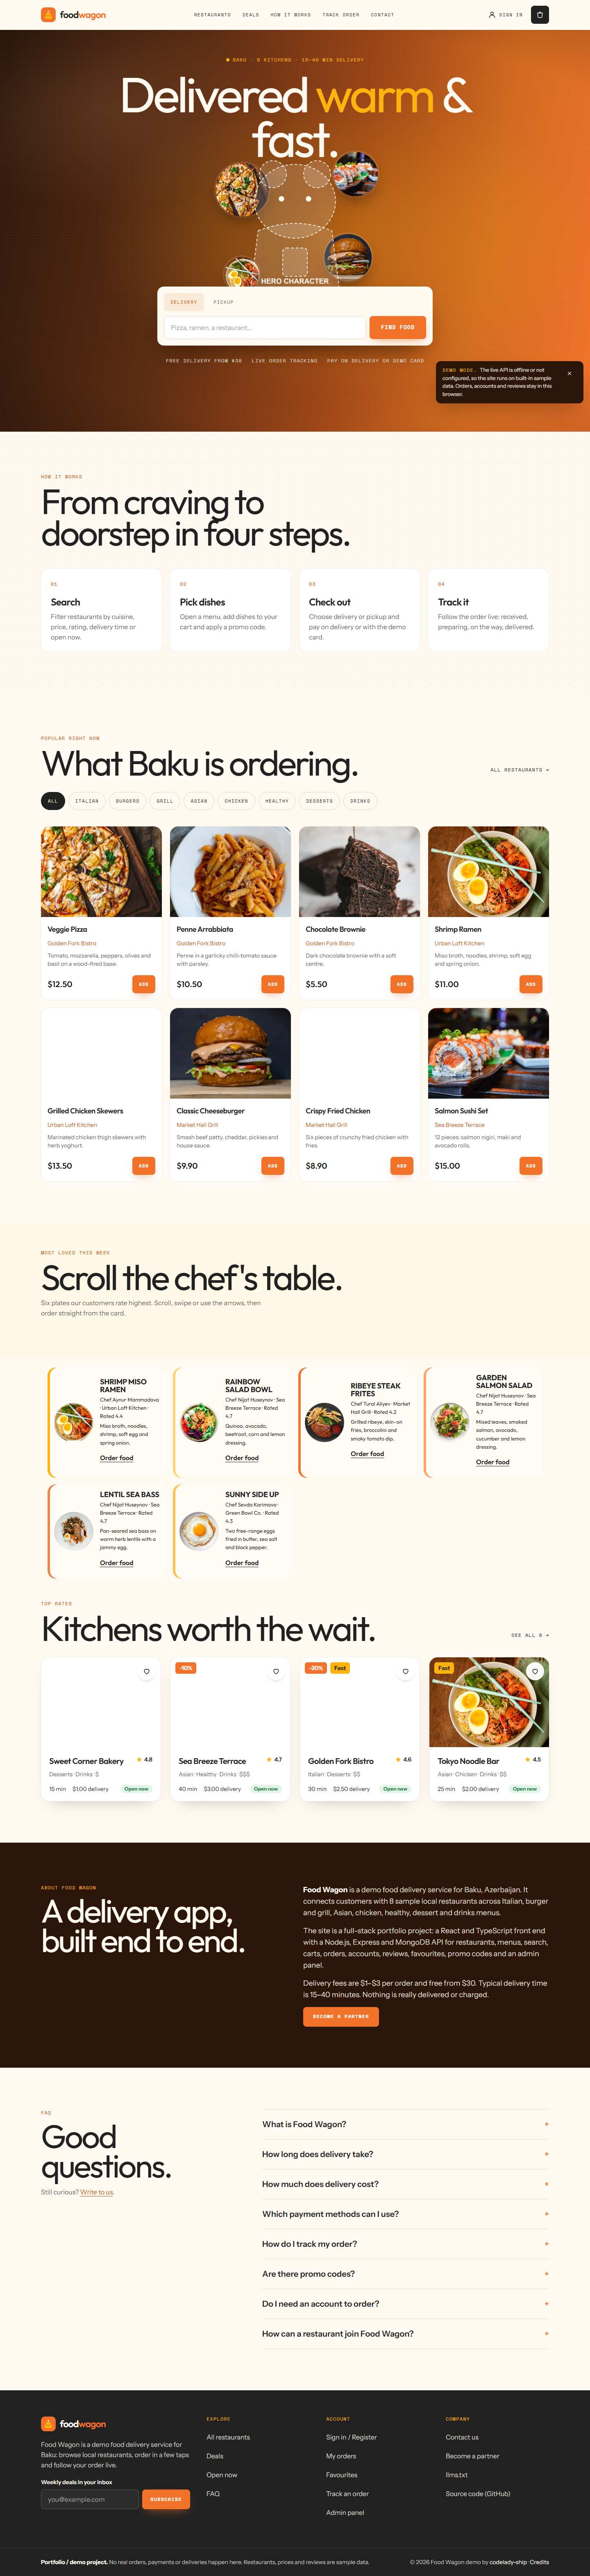 foodwagon
RESTAURANTS DEALS HOW IT WORKS TRACK ORDER CONTACT
SIGN IN
BAKU · 8 KITCHENS · 15–40 MIN DELIVERY
Delivered warm &
fast.
HERO CHARACTER
DELIVERY PICKUP
Pizza, ramen, a restaurant...
FIND FOOD
FREE DELIVERY FROM $30 LIVE ORDER TRACKING PAY ON DELIVERY OR DEMO CARD
DEMO MODE. The live API is offline or not
configured, so the site runs on built-in sample
data. Orders, accounts and reviews stay in this
browser.
HOW IT WORKS
From craving to
doorstep in four steps.
01
Search
Filter restaurants by cuisine,
price, rating, delivery time or
open now.
02
Pick dishes
Open a menu, add dishes to your
cart and apply a promo code.
03
Check out
Choose delivery or pickup and
pay on delivery or with the demo
card.
04
Track it
Follow the order live: received,
preparing, on the way, delivered.
POPULAR RIGHT NOW
What Baku is ordering.
ALL RESTAURANTS →
ALL ITALIAN BURGERS GRILL ASIAN CHICKEN HEALTHY DESSERTS DRINKS
Veggie Pizza
Golden Fork Bistro
Tomato, mozzarella, peppers, olives and
basil on a wood-fired base.
$12.50 ADD
Penne Arrabbiata
Golden Fork Bistro
Penne in a garlicky chilli-tomato sauce
with parsley.
$10.50 ADD
Chocolate Brownie
Golden Fork Bistro
Dark chocolate brownie with a soft
centre.
$5.50 ADD
Shrimp Ramen
Urban Loft Kitchen
Miso broth, noodles, shrimp, soft egg
and spring onion.
$11.00 ADD
Grilled Chicken Skewers
Urban Loft Kitchen
Marinated chicken thigh skewers with
herb yoghurt.
$13.50 ADD
Classic Cheeseburger
Market Hall Grill
Smash beef patty, cheddar, pickles and
house sauce.
$9.90 ADD
Crispy Fried Chicken
Market Hall Grill
Six pieces of crunchy fried chicken with
fries.
$8.90 ADD
Salmon Sushi Set
Sea Breeze Terrace
12 pieces: salmon nigiri, maki and
avocado rolls.
$15.00 ADD
MOST LOVED THIS WEEK
Scroll the chef's table.
Six plates our customers rate highest. Scroll, swipe or use the arrows, then
order straight from the card.
SHRIMP MISO
RAMEN
Chef Aynur Mammadova
· Urban Loft Kitchen ·
Rated 4.4
Miso broth, noodles,
shrimp, soft egg and
spring onion.
Order food
RAINBOW
SALAD BOWL
Chef Nijat Huseynov · Sea
Breeze Terrace · Rated
4.7
Quinoa, avocado,
beetroot, corn and lemon
dressing.
Order food
RIBEYE STEAK
FRITES
Chef Tural Aliyev · Market
Hall Grill · Rated 4.2
Grilled ribeye, skin-on
fries, broccolini and
smoky tomato dip.
Order food
GARDEN
SALMON SALAD
Chef Nijat Huseynov · Sea
Breeze Terrace · Rated
4.7
Mixed leaves, smoked
salmon, avocado,
cucumber and lemon
dressing.
Order food
LENTIL SEA BASS
Chef Nijat Huseynov · Sea
Breeze Terrace · Rated
4.7
Pan-seared sea bass on
warm herb lentils with a
jammy egg.
Order food
SUNNY SIDE UP
Chef Sevda Karimova ·
Green Bowl Co. · Rated
4.3
Two free-range eggs
fried in butter, sea salt
and black pepper.
Order food
TOP RATED
Kitchens worth the wait.
SEE ALL 8 →
Sweet Corner Bakery 4.8
Desserts · Drinks · $
15 min $1.00 delivery Open now
-10%
Sea Breeze Terrace 4.7
Asian · Healthy · Drinks · $$$
40 min $3.00 delivery Open now
-20% Fast
Golden Fork Bistro 4.6
Italian · Desserts · $$
30 min $2.50 delivery Open now
Fast
Tokyo Noodle Bar 4.5
Asian · Chicken · Drinks · $$
25 min $2.00 delivery Open now
ABOUT FOOD WAGON
A delivery app,
built end to end.
Food Wagon is a demo food delivery service for Baku, Azerbaijan. It
connects customers with 8 sample local restaurants across Italian, burger
and grill, Asian, chicken, healthy, dessert and drinks menus.
The site is a full-stack portfolio project: a React and TypeScript front end
with a Node.js, Express and MongoDB API for restaurants, menus, search,
carts, orders, accounts, reviews, favourites, promo codes and an admin
panel.
Delivery fees are $1–$3 per order and free from $30. Typical delivery time
is 15–40 minutes. Nothing is really delivered or charged.
BECOME A PARTNER
FAQ
Good
questions.
Still curious? Write to us.
What is Food Wagon? +
How long does delivery take? +
How much does delivery cost? +
Which payment methods can I use? +
How do I track my order? +
Are there promo codes? +
Do I need an account to order? +
How can a restaurant join Food Wagon? +
foodwagon
Food Wagon is a demo food delivery service for
Baku: browse local restaurants, order in a few taps
and follow your order live.
Weekly deals in your inbox
you@example.com SUBSCRIBE
EXPLORE
All restaurants
Deals
Open now
FAQ
ACCOUNT
Sign in / Register
My orders
Favourites
Track an order
Admin panel
COMPANY
Contact us
Become a partner
llms.txt
Source code (GitHub)
Portfolio / demo project. No real orders, payments or deliveries happen here. Restaurants, prices and reviews are sample data.
© 2026 Food Wagon demo by codelady-ship · Credits